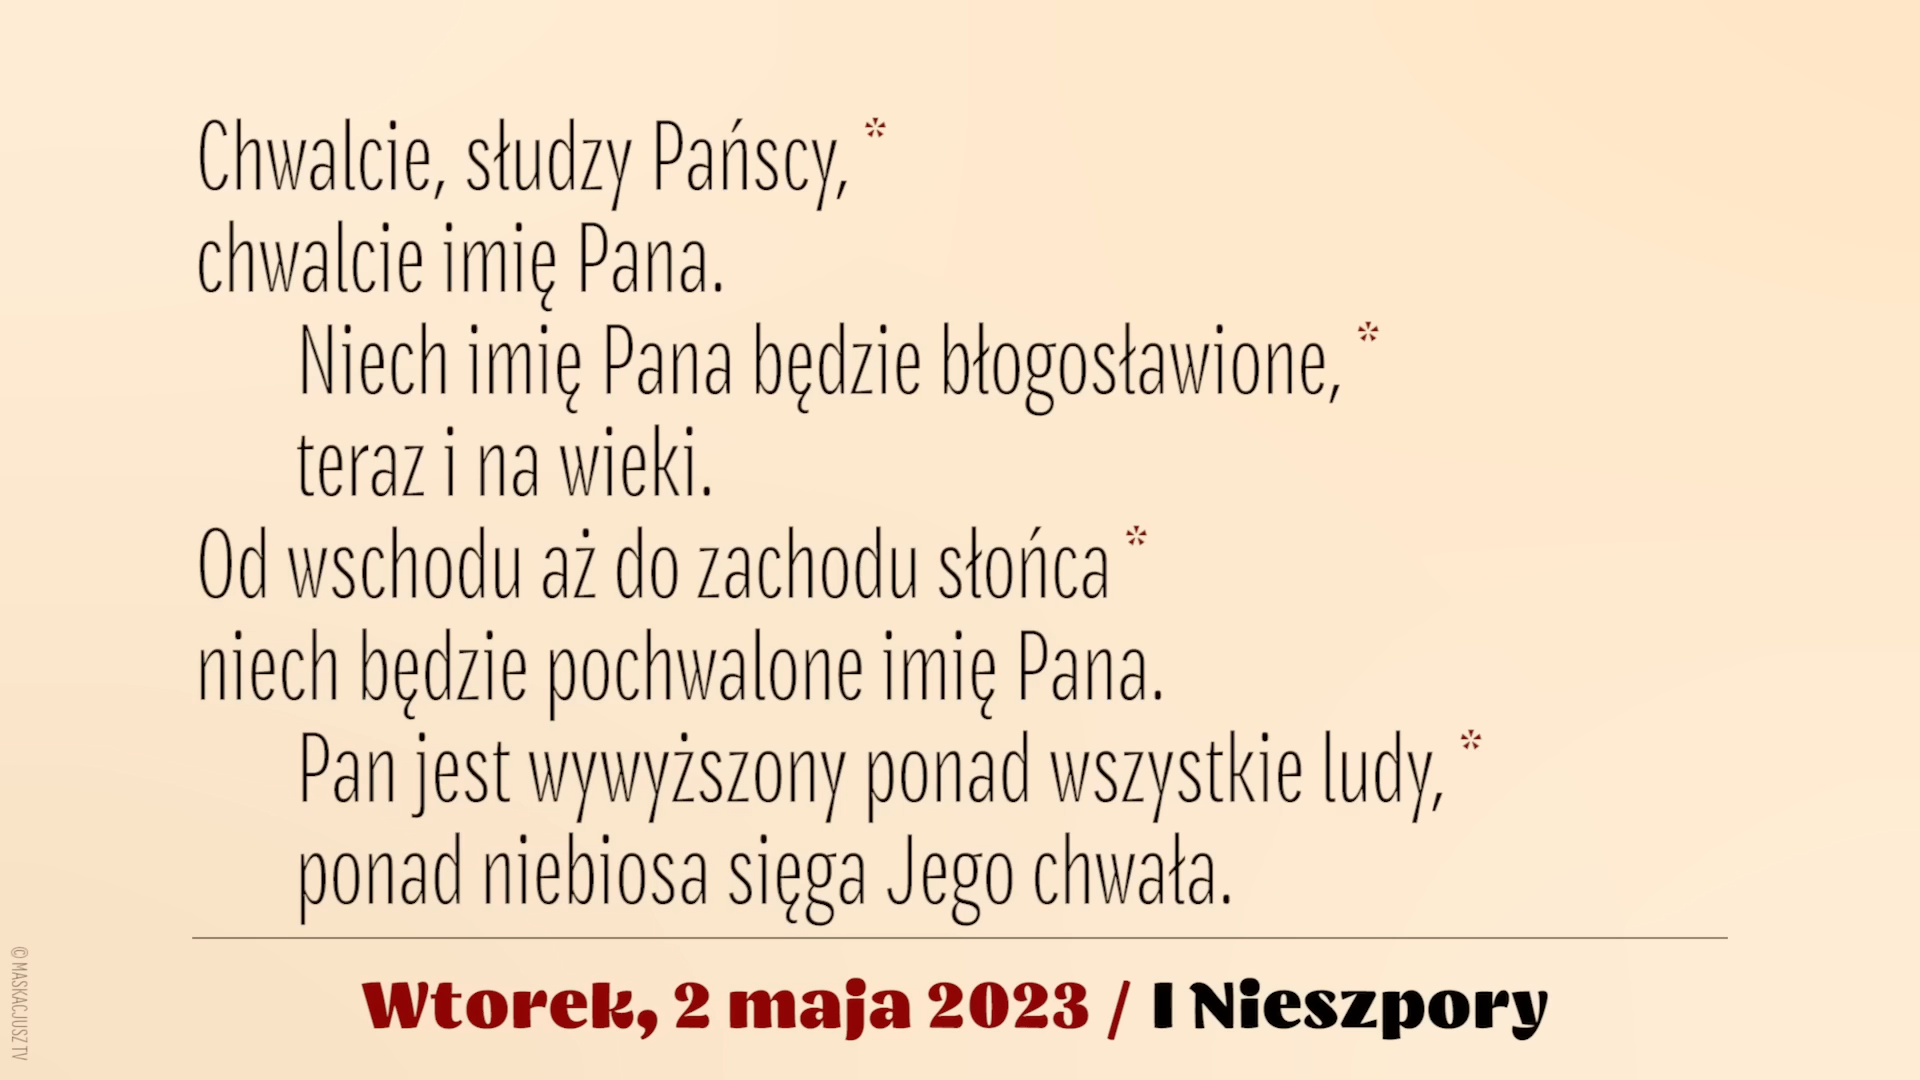 Chwalcie, słudzy Pańscy, *
chwalcie imię Pana.
Niech imię Pana będzie błogosławione, *
teraz i na wieki.
Od wschodu aż do zachodu słońca *
niech będzie pochwalone imię Pana.
Pan jest wywyższony ponad wszystkie ludy, *
ponad niebiosa sięga Jego chwała.
Wtorek, 2 maja 2023 / I Nieszpory
© MASKACJUSZ TV